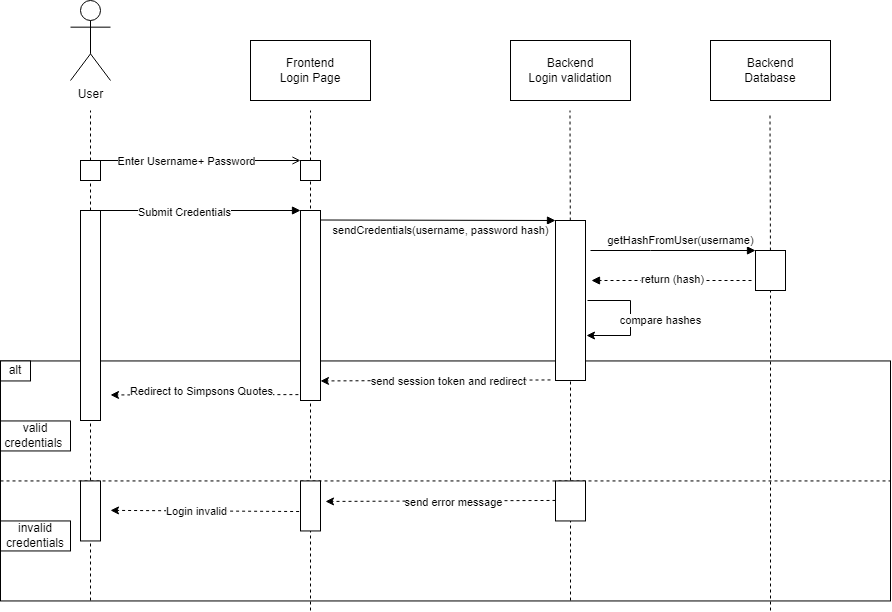 User
Frontend
Login Page
Backend
Login validation
Backend
Database
Enter Username+ Password
Submit Credentials
sendCredentials(username, password hash)
getHashFromUser(username)
return (hash)
compare hashes
alt
send session token and redirect
Redirect to Simpsons Quotes
valid
credentials
send error message
Login invalid
invalid
credentials